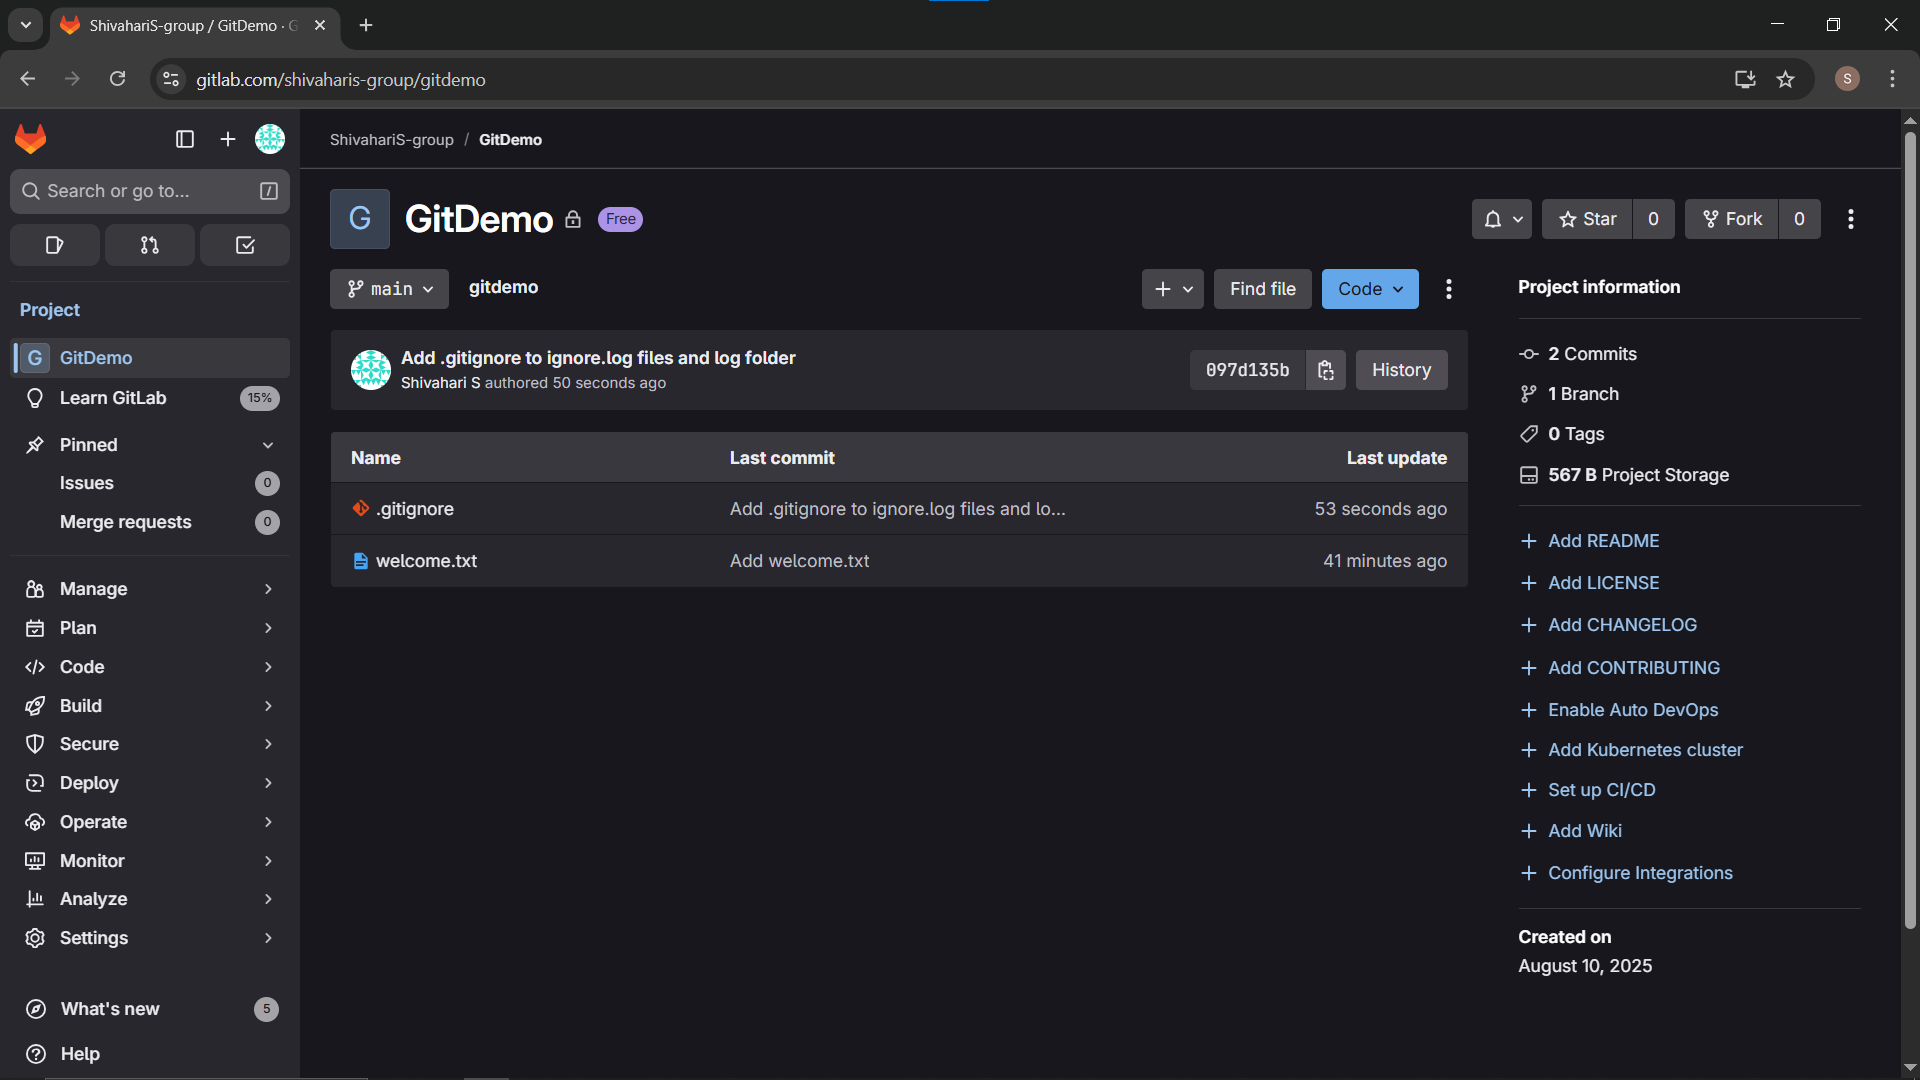 ShivahariS-group / GitDemo · G
gitlab.com/shivaharis-group/gitdemo
S
Search or go to...
/
Project
G GitDemo
Learn GitLab 15%
Pinned
Issues 0
Merge requests 0
Manage
Plan
Code
Build
Secure
Deploy
Operate
Monitor
Analyze
Settings
What's new 5
Help
ShivahariS-group / GitDemo
G GitDemo Free
Star 0 Fork 0
main gitdemo Find file Code
Add .gitignore to ignore.log files and log folder
Shivahari S authored 50 seconds ago
097d135b History
Name Last commit Last update
.gitignore Add .gitignore to ignore.log files and lo... 53 seconds ago
welcome.txt Add welcome.txt 41 minutes ago
Project information
2 Commits
1 Branch
0 Tags
567 B Project Storage
Add README
Add LICENSE
Add CHANGELOG
Add CONTRIBUTING
Enable Auto DevOps
Add Kubernetes cluster
Set up CI/CD
Add Wiki
Configure Integrations
Created on
August 10, 2025